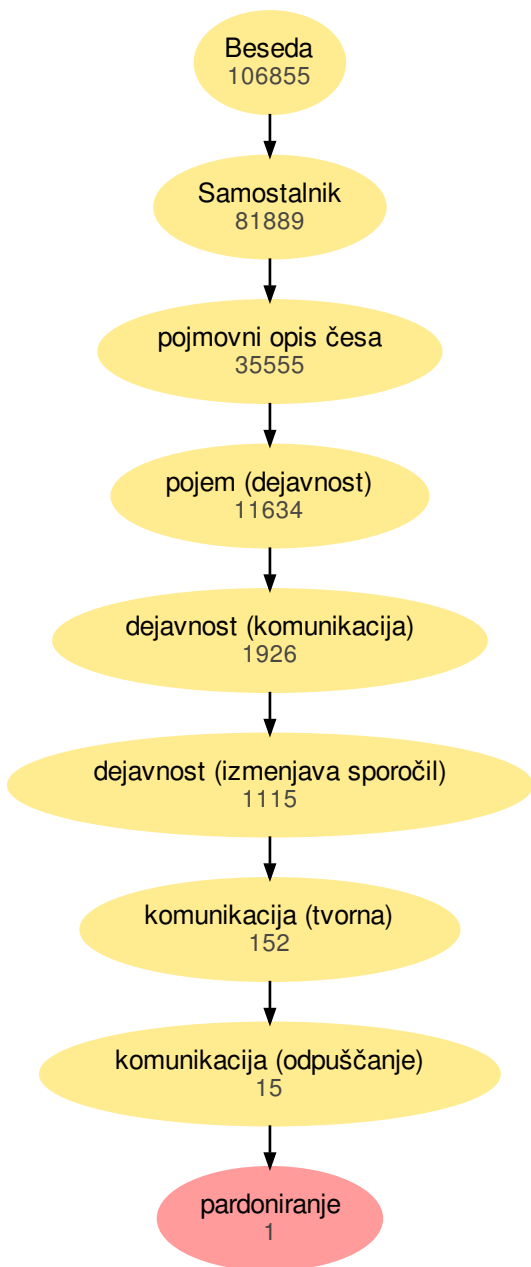 Beseda
106855
Samostalnik
81889
pojmovni opis česa
35555
pojem (dejavnost)
11634
dejavnost (komunikacija)
1926
dejavnost (izmenjava sporočil)
1115
komunikacija (tvorna)
152
komunikacija (odpuščanje)
15
pardoniranje
1